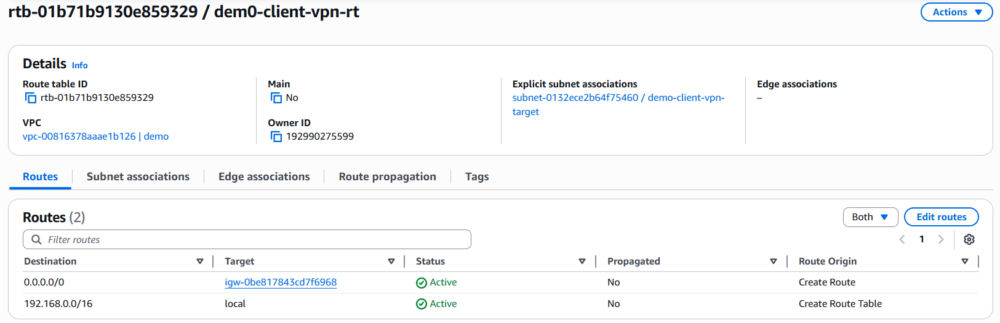 rtb-01b71b9130e859329 / dem0-client-vpn-rt
Actions
Details Info
Route table ID
rtb-01b71b9130e859329
Main
No
Explicit subnet associations
subnet-0132ece2b64f75460 / demo-client-vpn-
target
Edge associations
–
VPC
vpc-00816378aaae1b126 | demo
Owner ID
192990275599
Routes Subnet associations Edge associations Route propagation Tags
Routes (2)
Both Edit routes
Filter routes
1
Destination Target Status Propagated Route Origin
0.0.0.0/0 igw-0be817843cd7f6968 Active No Create Route
192.168.0.0/16 local Active No Create Route Table